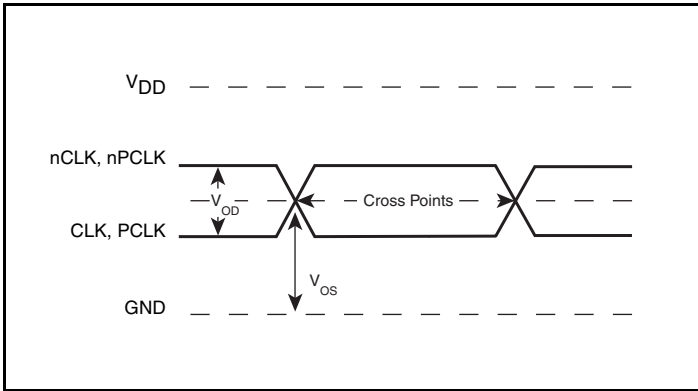 VDD
nCLK, nPCLK
VOD
Cross Points
CLK, PCLK
VOS
GND